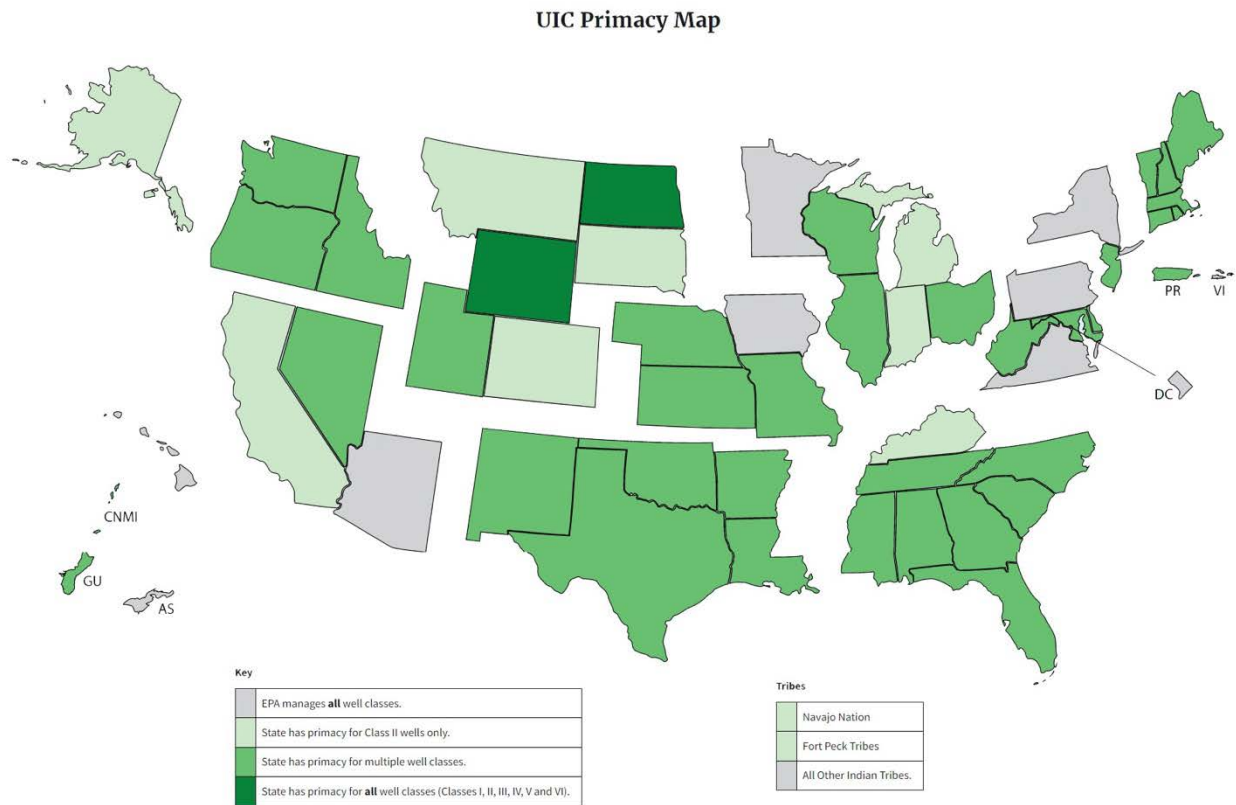 UIC Primacy Map
PR
VI
DC
CNMI
GU
AS
Key
EPA manages all well classes.
State has primacy for Class II wells only.
State has primacy for multiple well classes.
State has primacy for all well classes (Classes I, II, III, IV, V and VI).
Tribes
Navajo Nation
Fort Peck Tribes
All Other Indian Tribes.